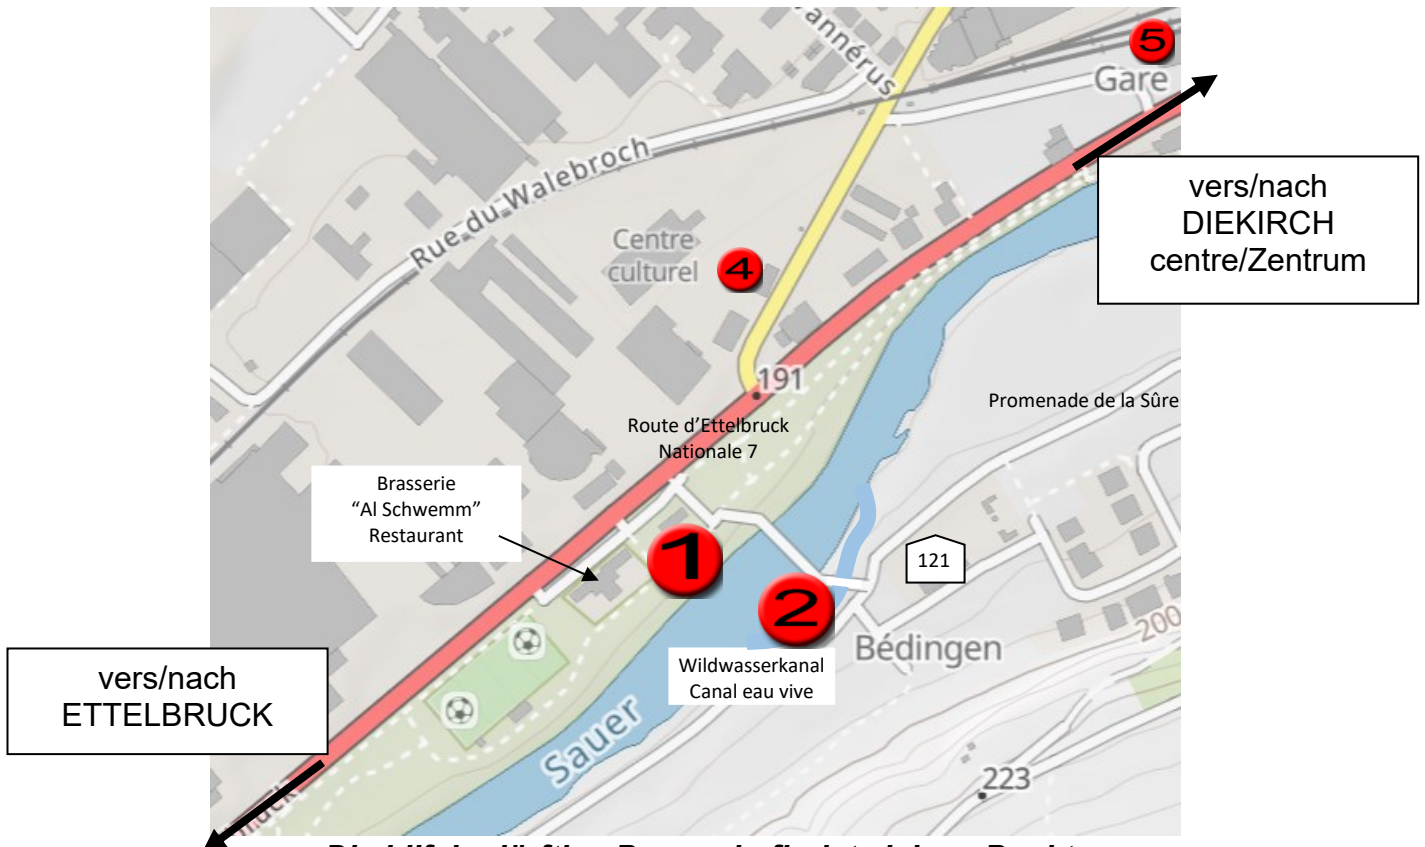 annérus
5
Gare
vers/nach
DIEKIRCH
centre/Zentrum
Rue du Walebroch
Centre
culturel
4
191
Promenade de la Sûre
Route d’Ettelbruck
Nationale 7
Brasserie
“Al Schwemm”
Restaurant
1
121
2
Bédingen
200
Wildwasserkanal
Canal eau vive
vers/nach
ETTELBRUCK
Sauer
223